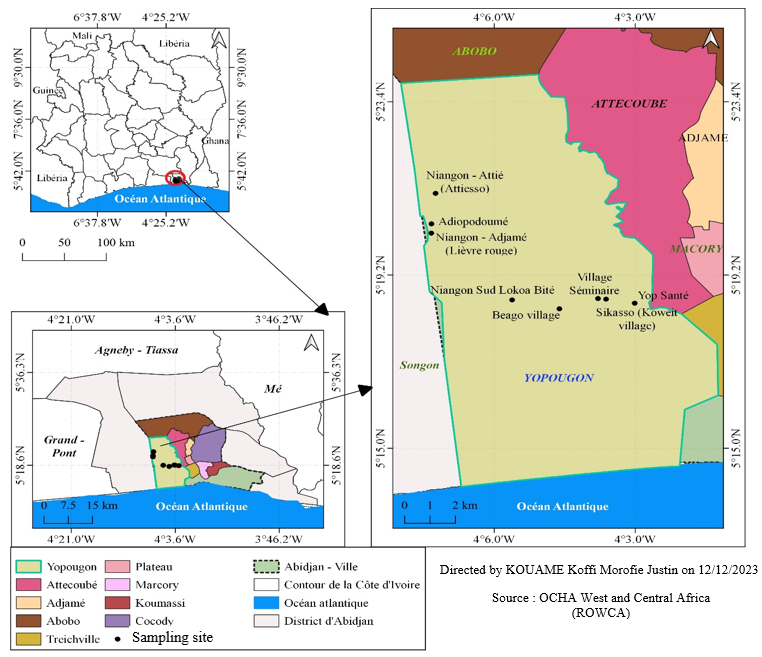 6°37.8'W 4°25.2'W
Mali
Libéria
9°30.0'N
9°30.0'N
Guinée
7°36.0'N
7°36.0'N
Ghana
5°42.0'N
5°42.0'N
Libéria
Océan Atlantique
6°37.8'W 4°25.2'W
0 50 100 km
4°21.0'W 4°3.6'W 3°46.2'W
Agneby - Tiassa
5°36.3'N
5°36.3'N
Mé
Grand -
Pont
5°18.6'N
5°18.6'N
Océan Atlantique
0 7.5 15 km
4°21.0'W 4°3.6'W 3°46.2'W
4°6.0'W 4°3.0'W
ABOBO
5°23.4'N
5°23.4'N
ATTECOUBE
ADJAME
Niangon - Attié
(Attiesso)
Adiopodoumé
Niangon - Adjamé
(Lièvre rouge)
MACORY
5°19.2'N
5°19.2'N
Village
Séminaire
Niangon Sud Lokoa Bité
Yop Santé
Beago village
Sikasso (Koweit
village)
Songon
YOPOUGON
5°15.0'N
5°15.0'N
Océan Atlantique
0 1 2 km
4°6.0'W 4°3.0'W
Yopougon
Attecoubé
Adjamé
Abobo
Treichville
Plateau
Marcory
Koumassi
Cocody
Sampling site
Abidjan - Ville
Contour de la Côte d'Ivoire
Océan atlantique
District d'Abidjan
Directed by KOUAME Koffi Morofie Justin on 12/12/2023
Source : OCHA West and Central Africa
(ROWCA)